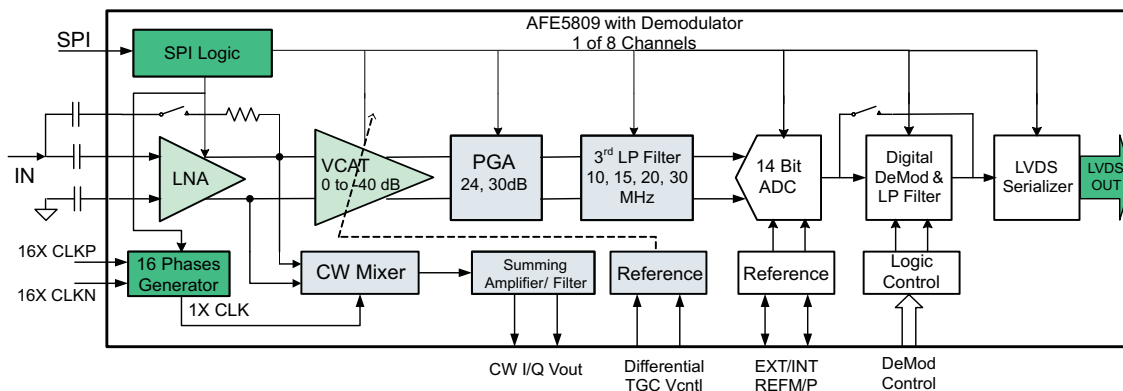 AFE5809 with Demodulator
1 of 8 Channels
SPI
SPI Logic
IN
LNA
VCAT
0 to -40 dB
PGA
24, 30dB
3rd LP Filter
10, 15, 20, 30
MHz
14 Bit
ADC
Digital
DeMod &
LP Filter
LVDS
Serializer
LVDS
OUT
16X CLKP
16X CLKN
16 Phases
Generator
1X CLK
CW Mixer
Summing
Amplifier/ Filter
Reference
Reference
Logic
Control
CW I/Q Vout
Differential
TGC Vcntl
EXT/INT
REFM/P
DeMod
Control